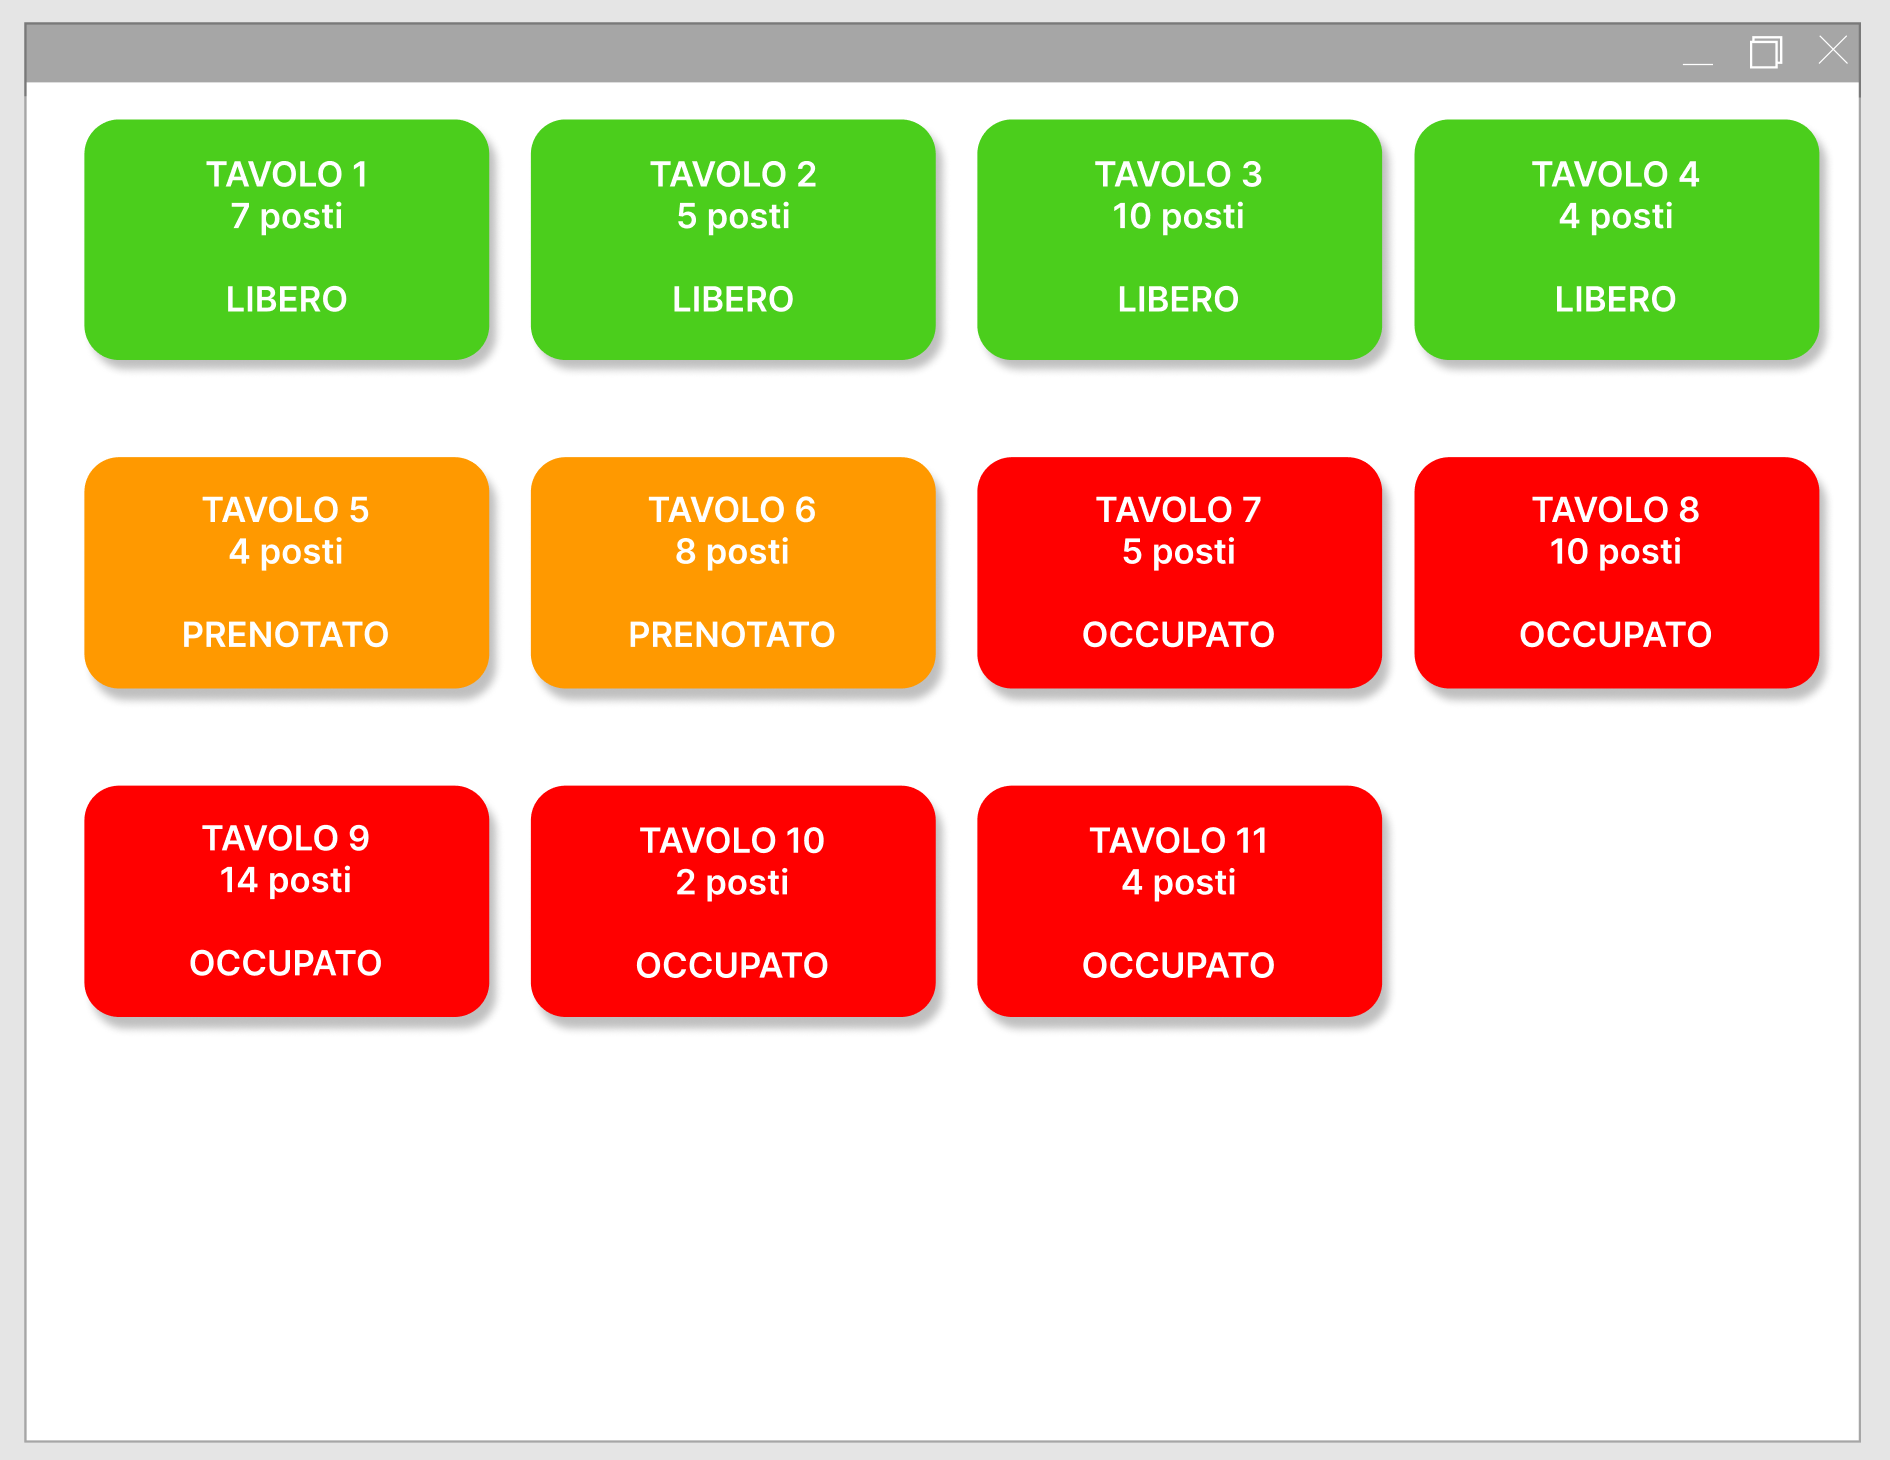 TAVOLO 1
7 posti
LIBERO
TAVOLO 2
5 posti
LIBERO
TAVOLO 3
10 posti
LIBERO
TAVOLO 4
4 posti
LIBERO
TAVOLO 5
4 posti
PRENOTATO
TAVOLO 6
8 posti
PRENOTATO
TAVOLO 7
5 posti
OCCUPATO
TAVOLO 8
10 posti
OCCUPATO
TAVOLO 9
14 posti
OCCUPATO
TAVOLO 10
2 posti
OCCUPATO
TAVOLO 11
4 posti
OCCUPATO